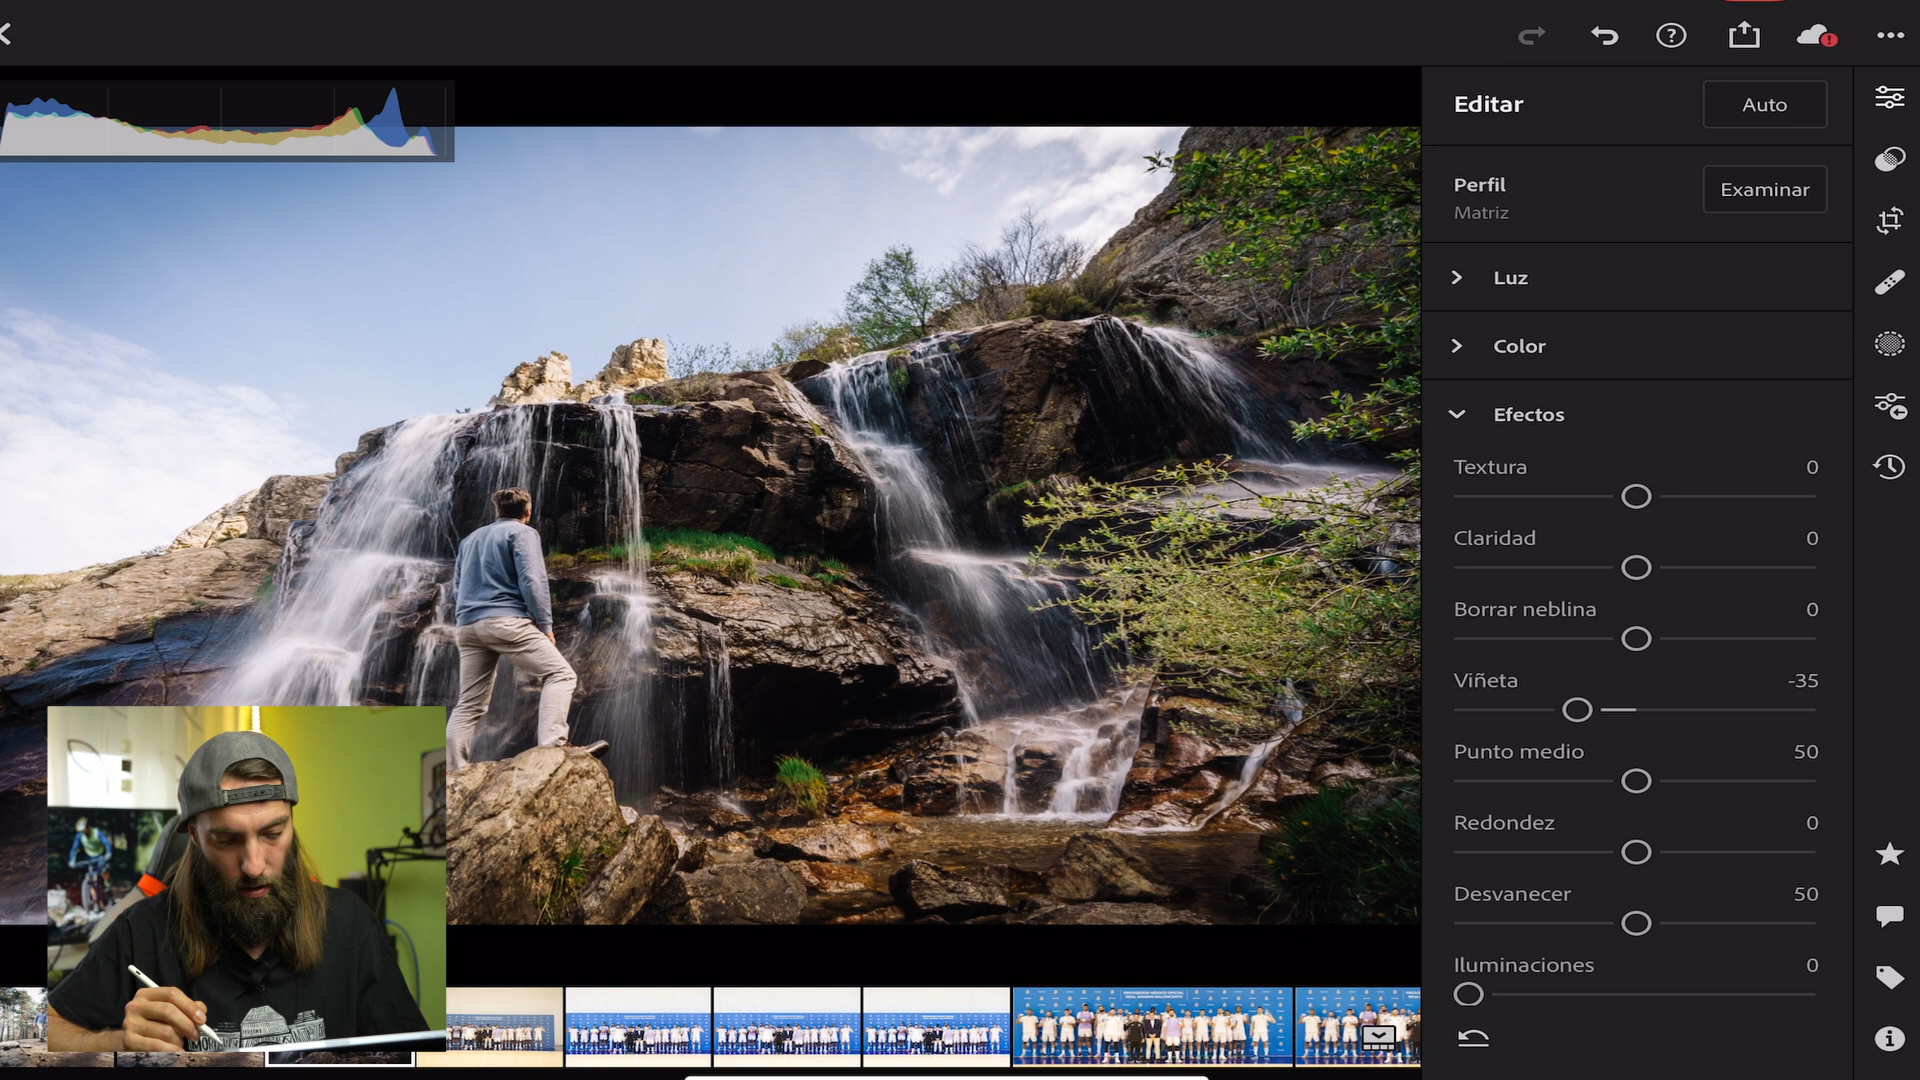 Editar
Auto
Perfil
Matriz
Examinar
Luz
Color
Efectos
Textura 0
Claridad 0
Borrar neblina 0
Viñeta -35
Punto medio 50
Redondez 0
Desvanecer 50
Iluminaciones 0